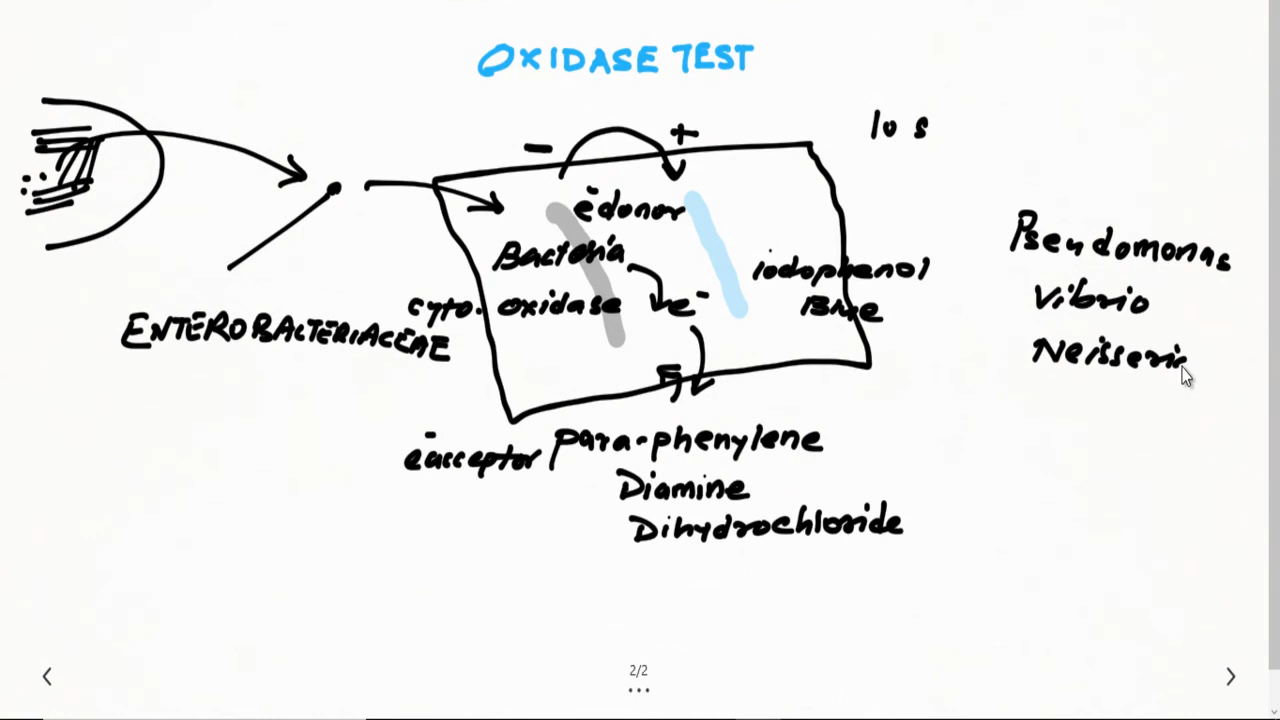 OXIDASE TEST
10 s
- +
ē donor
Bacteria
cyto. oxidase
e⁻
iodophenol
Blue
Pseudomonas
Vibrio
Neisseria
ENTEROBACTERIACEAE
ē acceptor
para-phenylene
Diamine
Dihydrochloride
2/2